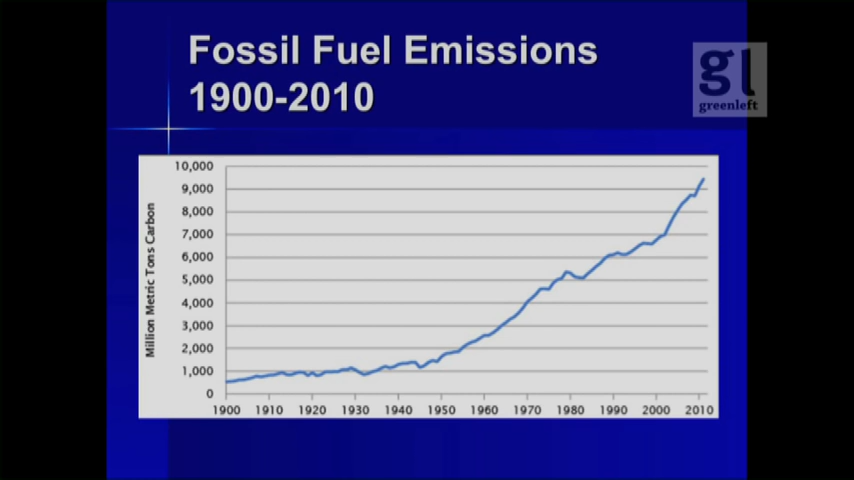 Fossil Fuel Emissions
1900-2010
gl
greenleft
10,000
9,000
8,000
7,000
6,000
5,000
4,000
3,000
2,000
1,000
0
Million Metric Tons Carbon
1900 1910 1920 1930 1940 1950 1960 1970 1980 1990 2000 2010